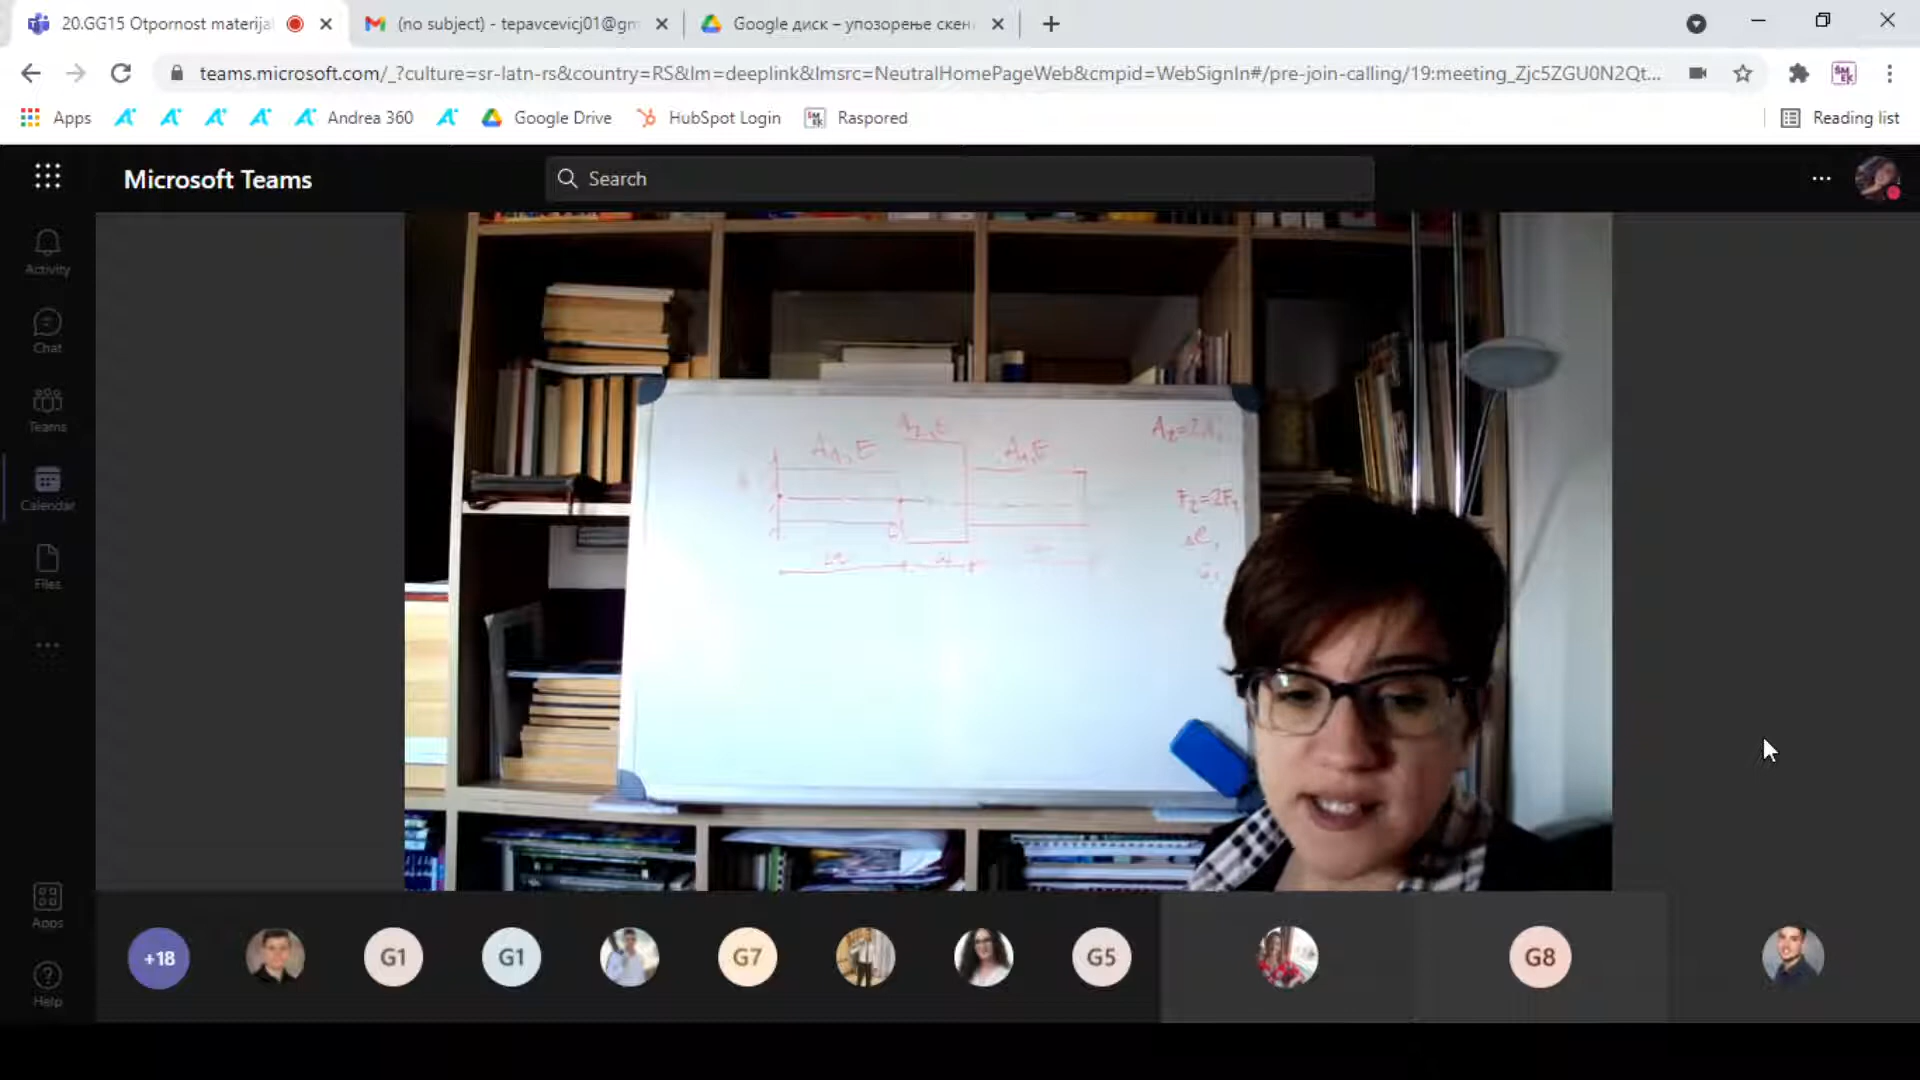 20.GG15 Otpornost materija
(no subject) - tepavcevicj01@gm
Google диск – упозорење скен
teams.microsoft.com/_?culture=sr-latn-rs&country=RS&lm=deeplink&lmsrc=NeutralHomePageWeb&cmpid=WebSignIn#/pre-join-calling/19:meeting_Zjc5ZGU0N2Qt...
Apps
Andrea 360
Google Drive
HubSpot Login
Raspored
Reading list
Microsoft Teams
Search
Activity
Chat
Teams
Calendar
Files
Apps
Help
A₁, E
A₂, E
A₁, E
A₂=2A₁
F₂=2F₁
+18
G1
G1
G7
G5
G8